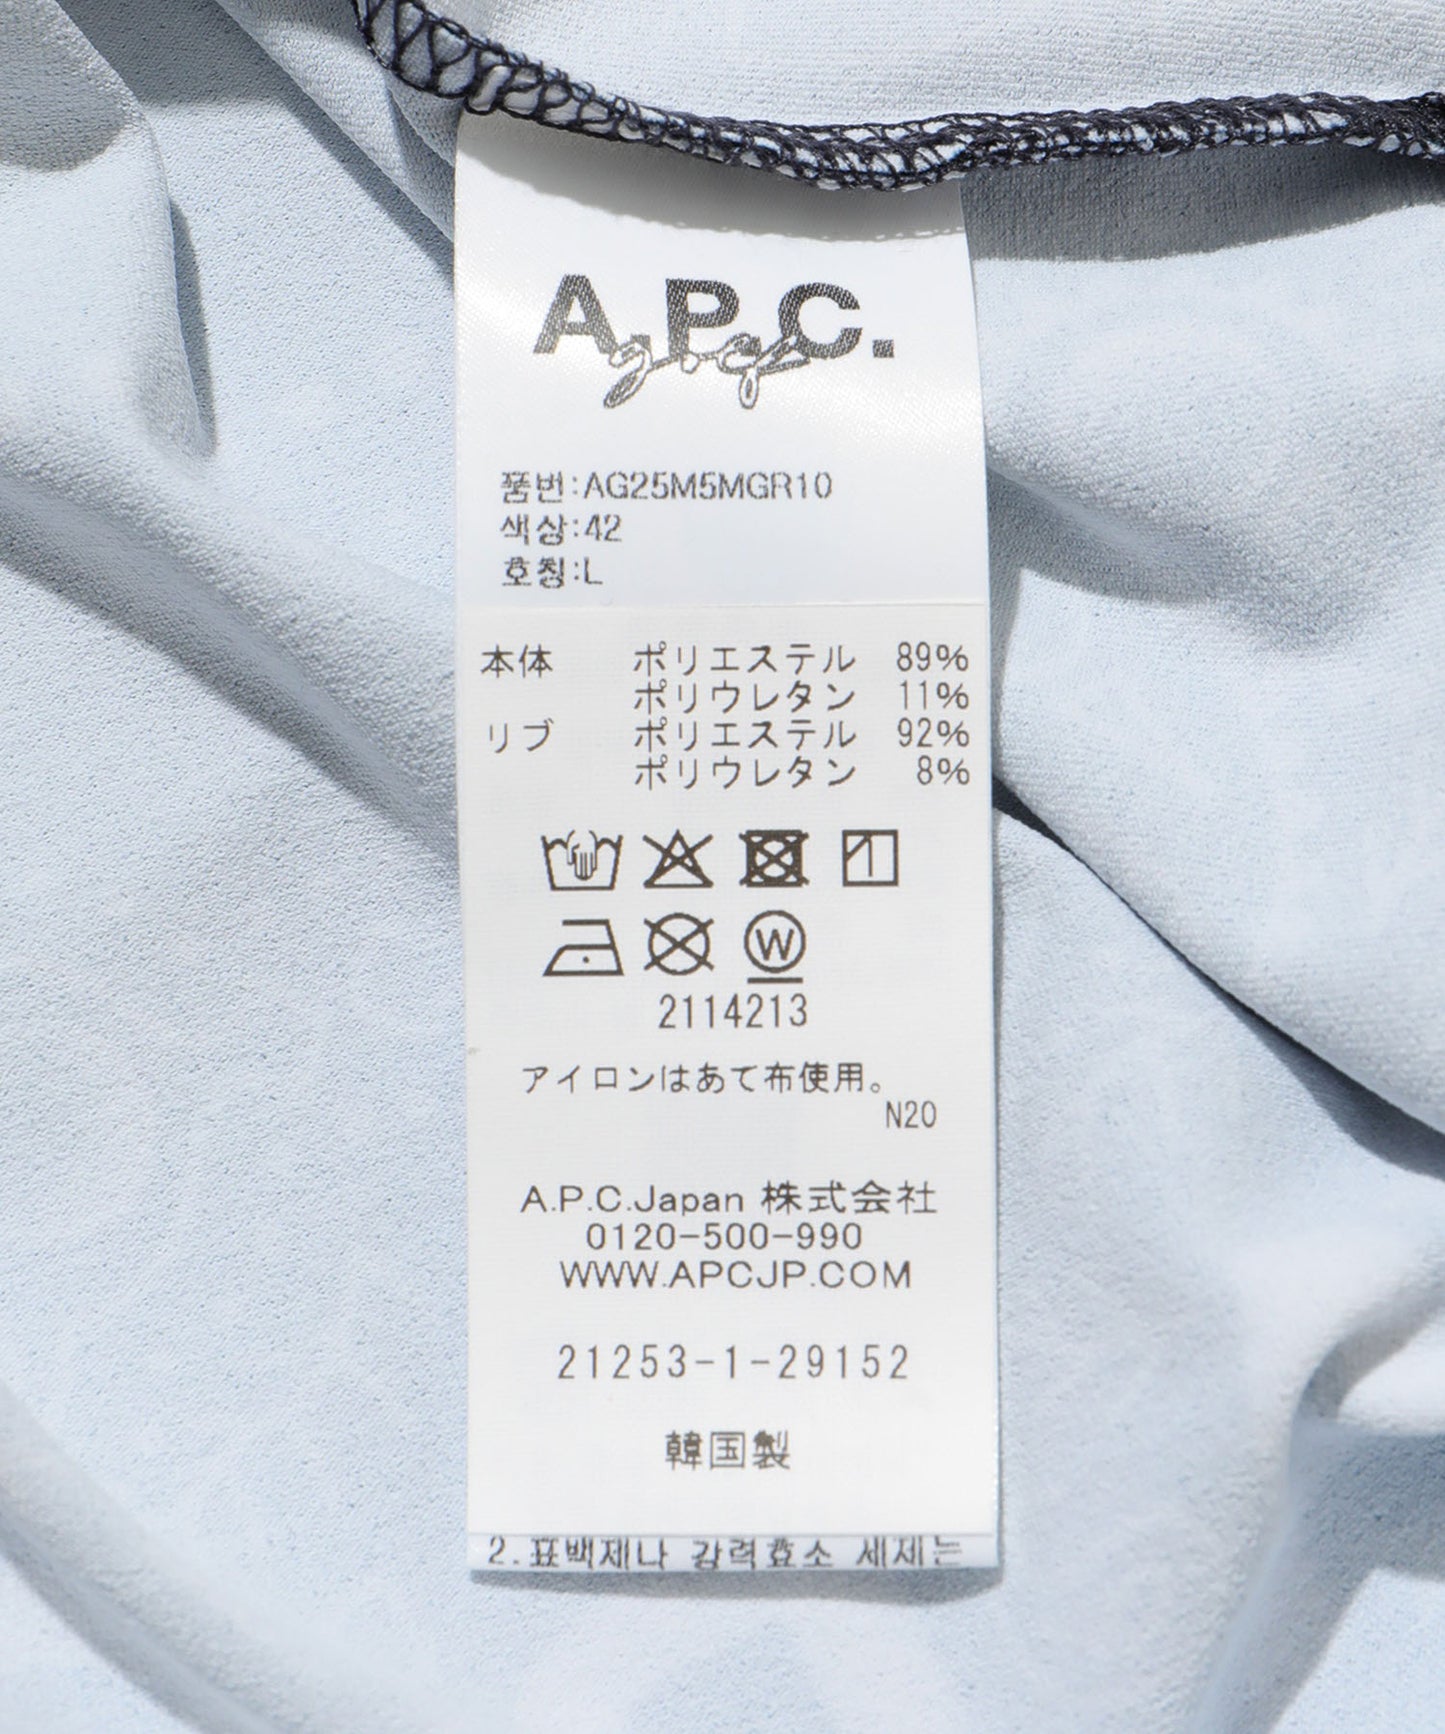 A.P.C.
품번:AG25M5MGR10
색상:42
호칭:L
本体 ポリエステル 89%
ポリウレタン 11%
リブ ポリエステル 92%
ポリウレタン 8%
W
2114213
アイロンはあて布使用。
N20
A.P.C.Japan 株式会社
0120-500-990
WWW.APCJP.COM
21253-1-29152
韓国製
2.표백제나 강력효소 세제는